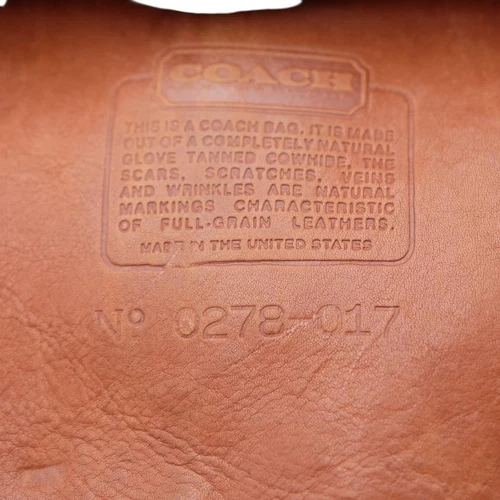 COACH
THIS IS A COACH BAG. IT IS MADE
OUT OF A COMPLETELY NATURAL
GLOVE TANNED COWHIDE, THE
SCARS, SCRATCHES, VEINS
AND WRINKLES ARE NATURAL
MARKINGS CHARACTERISTIC
OF FULL-GRAIN LEATHERS.
MADE IN THE UNITED STATES
Nº 0278-017